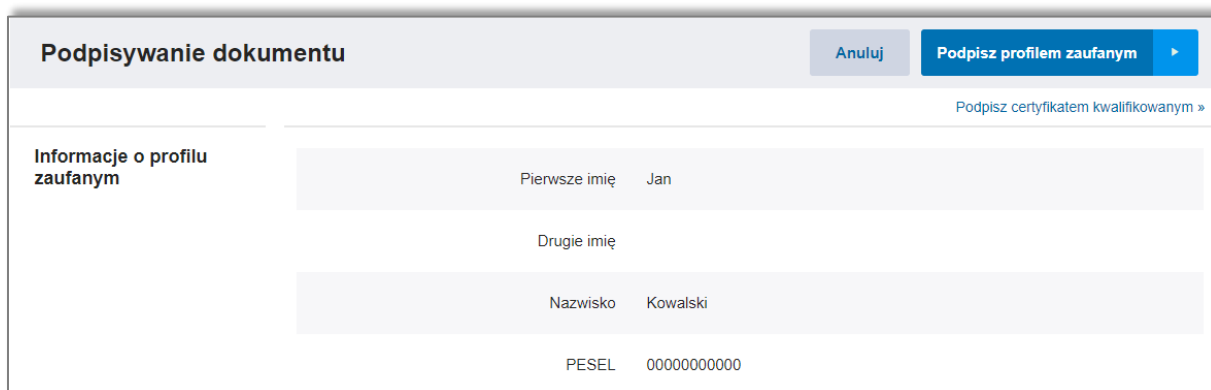 Podpisywanie dokumentu
Anuluj
Podpisz profilem zaufanym
Podpisz certyfikatem kwalifikowanym »
Informacje o profilu
zaufanym
Pierwsze imię Jan
Drugie imię
Nazwisko Kowalski
PESEL 00000000000